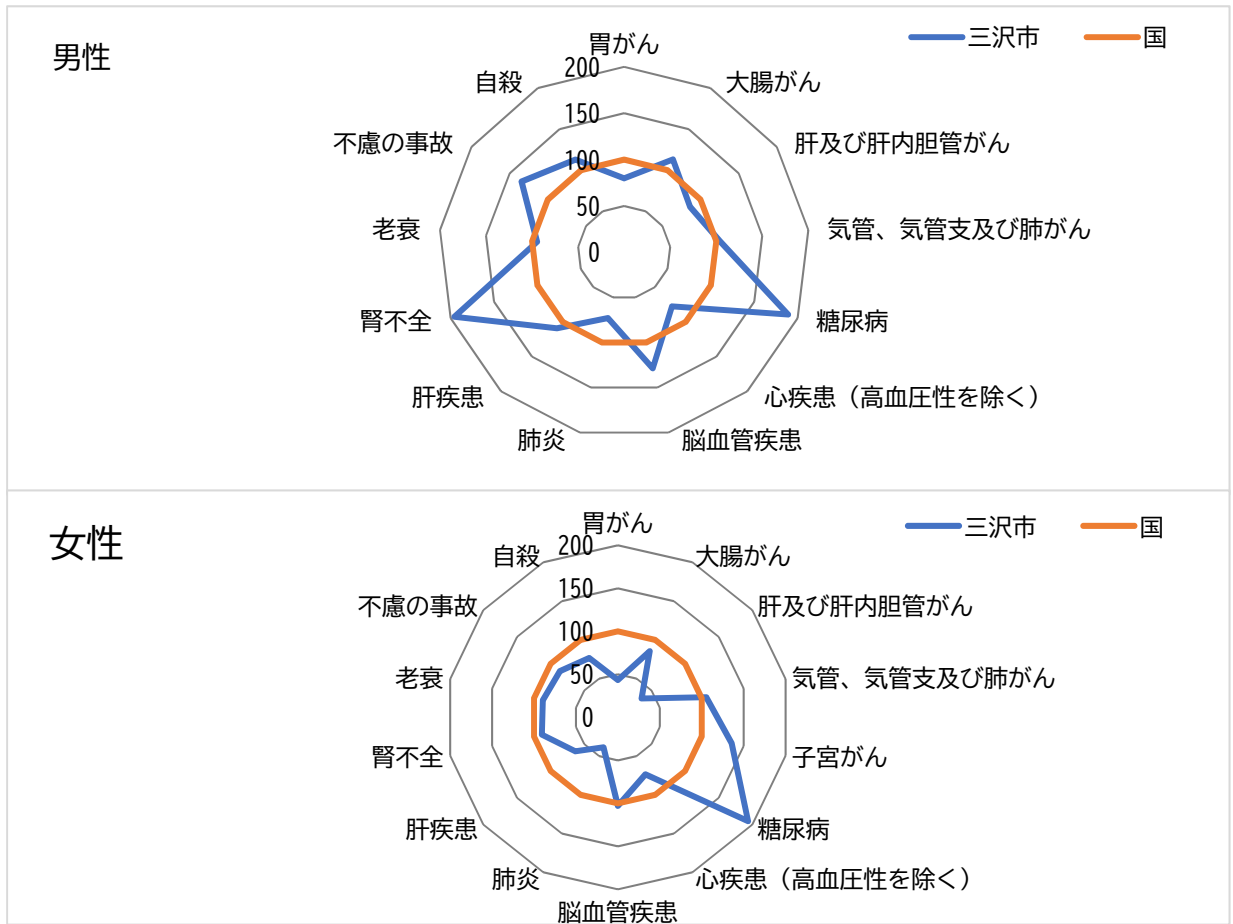 男性
三沢市
国
胃がん
大腸がん
肝及び肝内胆管がん
気管、気管支及び肺がん
糖尿病
心疾患（高血圧性を除く）
脳血管疾患
肺炎
肝疾患
腎不全
老衰
不慮の事故
自殺
200
150
100
50
0
女性
三沢市
国
胃がん
大腸がん
肝及び肝内胆管がん
気管、気管支及び肺がん
子宮がん
糖尿病
心疾患（高血圧性を除く）
脳血管疾患
肺炎
肝疾患
腎不全
老衰
不慮の事故
自殺
200
150
100
50
0